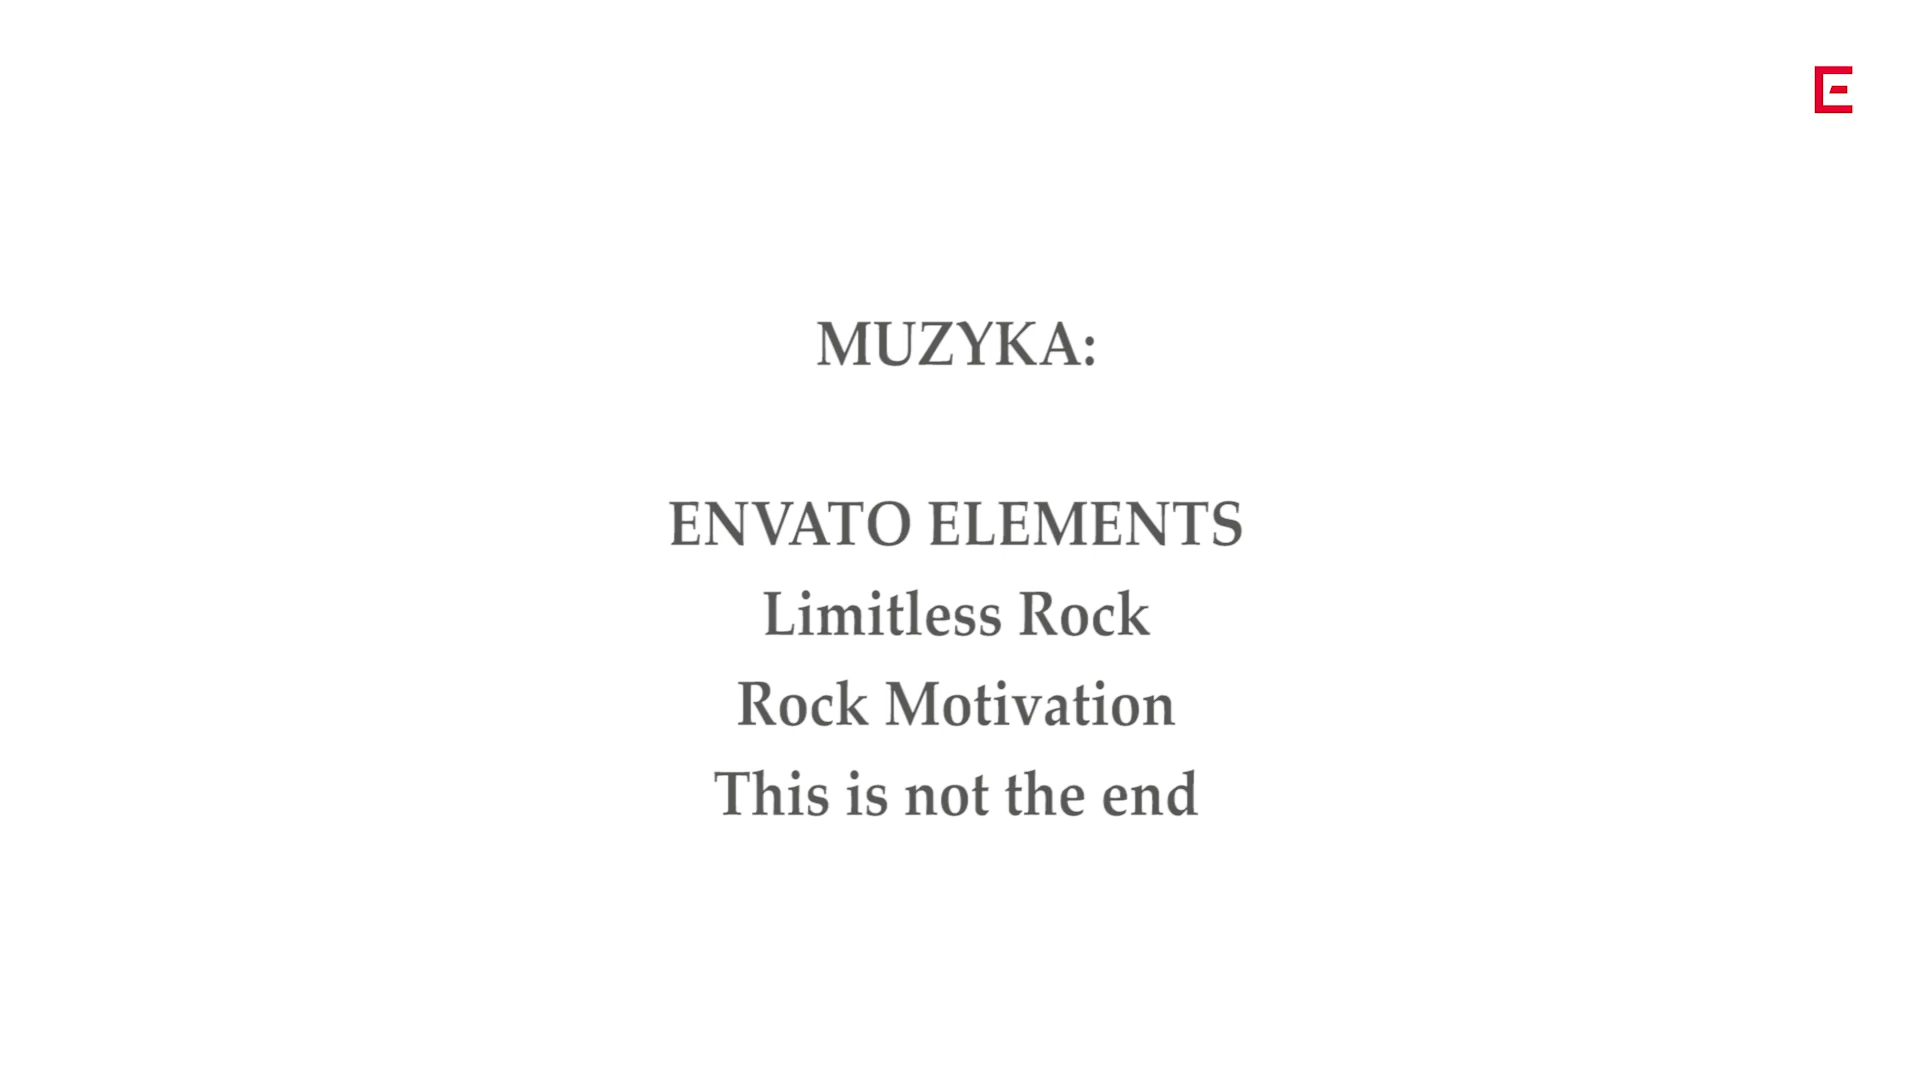 MUZYKA:
ENVATO ELEMENTS
Limitless Rock
Rock Motivation
This is not the end